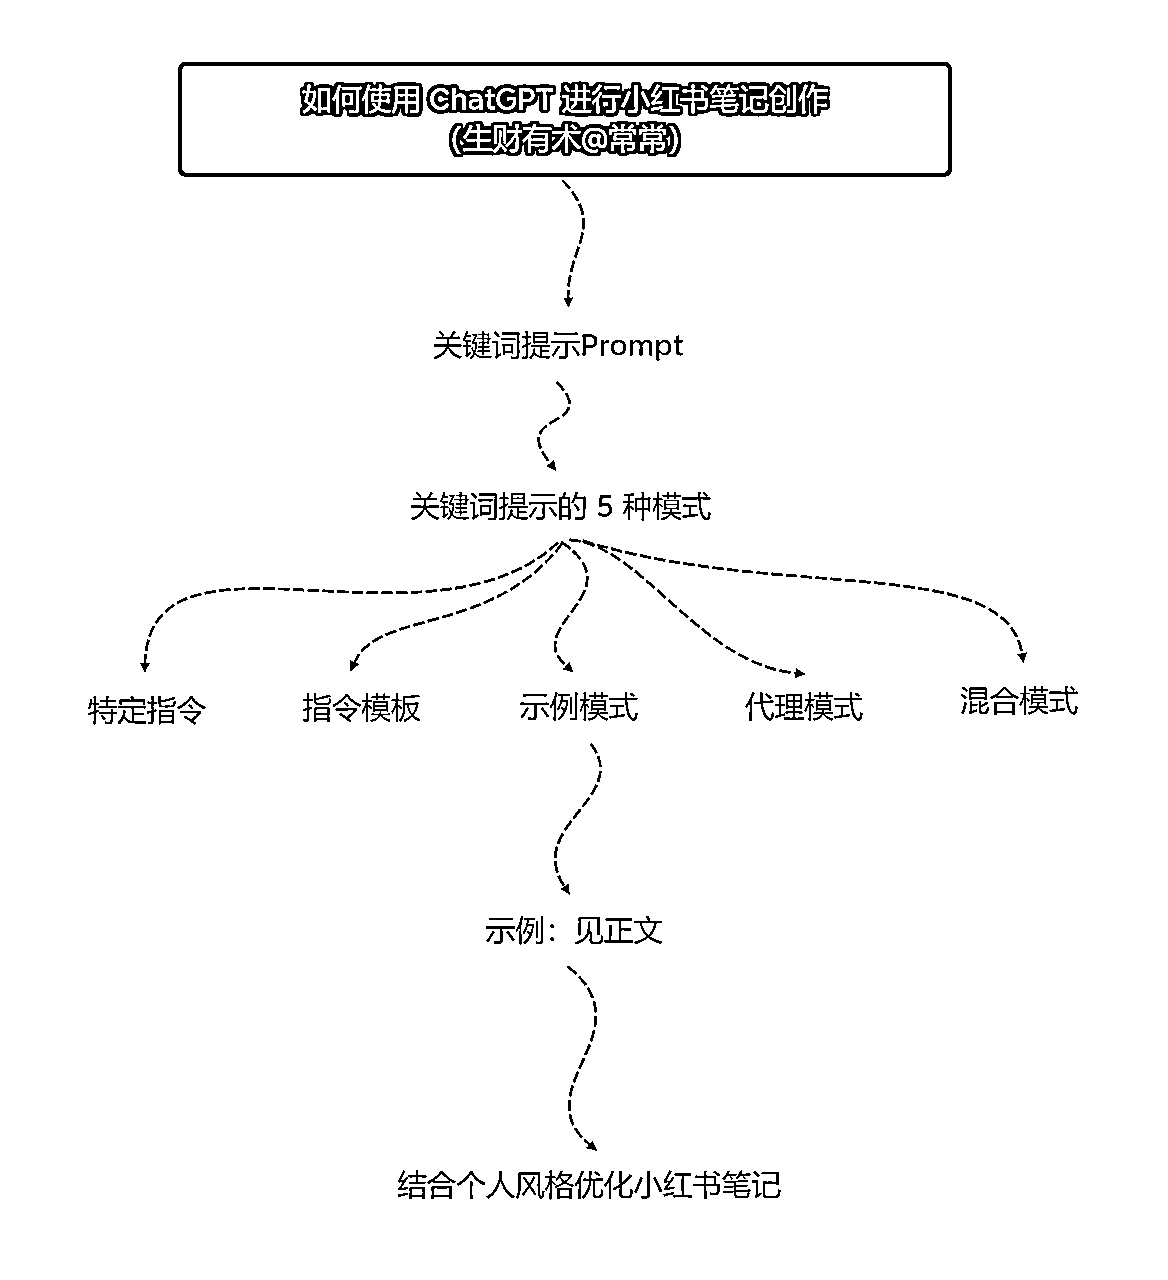 如何使用 ChatGPT 进行小红书笔记创作
（生财有术@常常）
关键词提示Prompt
关键词提示的 5 种模式
特定指令
指令模板
示例模式
代理模式
混合模式
示例：见正文
结合个人风格优化小红书笔记